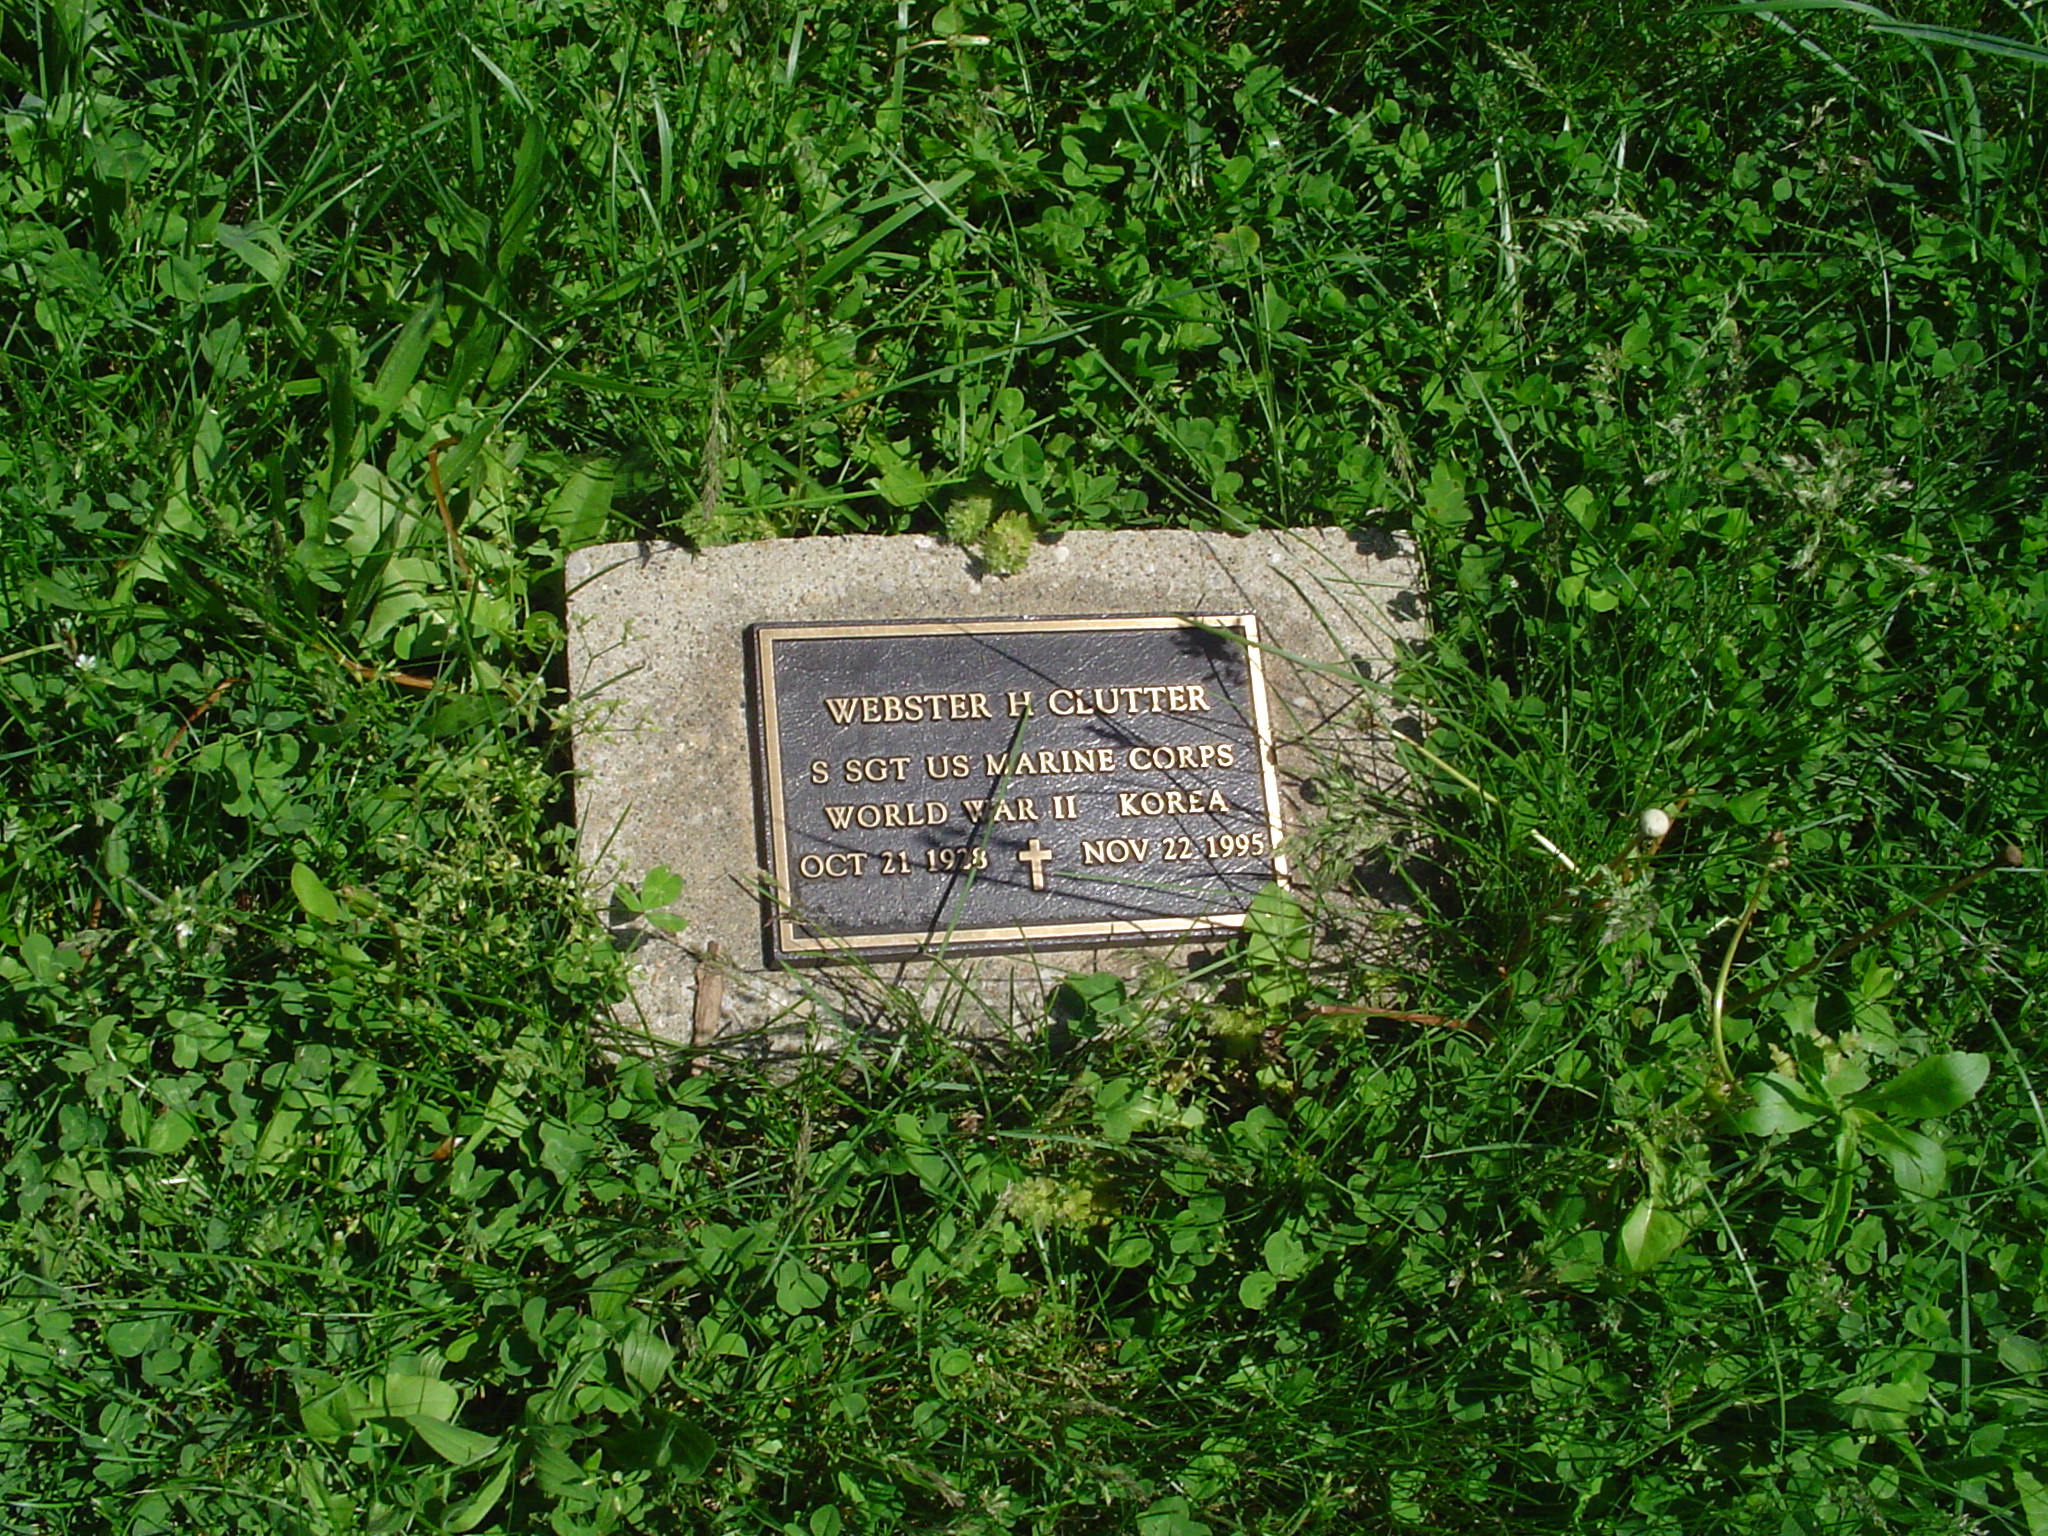 WEBSTER H CLUTTER
S SGT US MARINE CORPS
WORLD WAR II KOREA
OCT 21 1928 NOV 22 1995